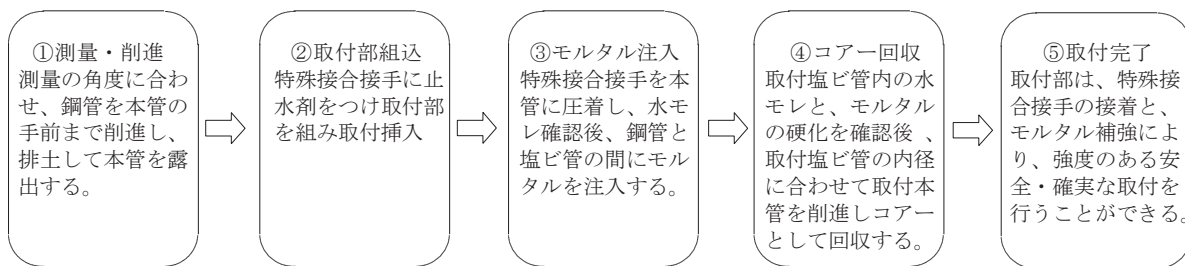 ①測量・削進
測量の角度に合わ
せ、鋼管を本管の
手前まで削進し、
排土して本管を露
出する。
②取付部組込
特殊接合接手に止
水剤をつけ取付部
を組み取付挿入
③モルタル注入
特殊接合接手を本
管に圧着し、水モ
レ確認後、鋼管と
塩ビ管の間にモル
タルを注入する。
④コアー回収
取付塩ビ管内の水
モレと、モルタル
の硬化を確認後、
取付塩ビ管の内径
に合わせて取付本
管を削進しコアー
として回収する。
⑤取付完了
取付部は、特殊接
合接手の接着と、
モルタル補強によ
り、強度のある安
全・確実な取付を
行うことができる。